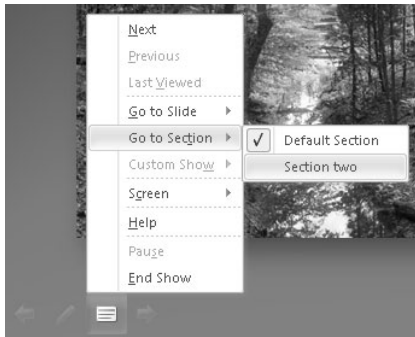 Next
Previous
Last Viewed
Go to Slide
Go to Section
Default Section
Section two
Custom Show
Screen
Help
Pause
End Show